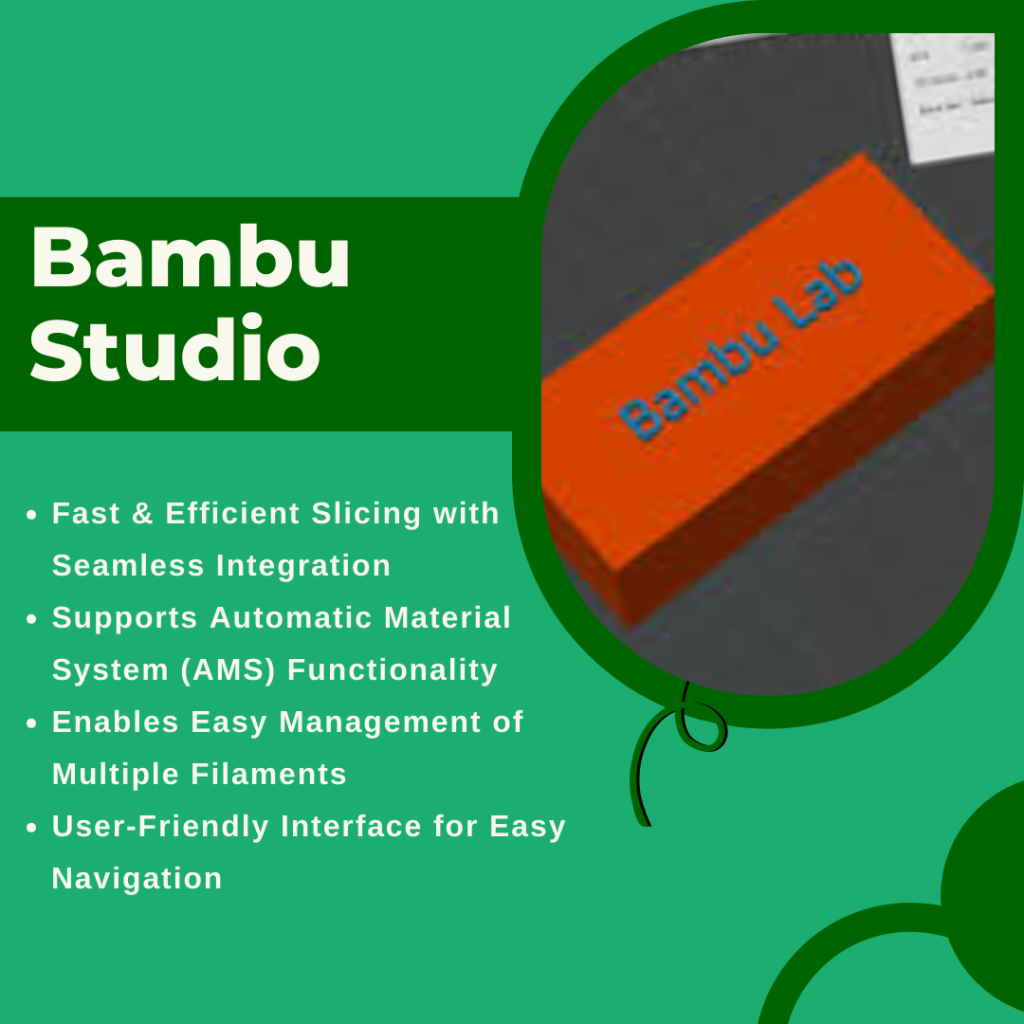 Bambu
Studio
Bambu Lab
Fast & Efficient Slicing with
Seamless Integration
Supports Automatic Material
System (AMS) Functionality
Enables Easy Management of
Multiple Filaments
User-Friendly Interface for Easy
Navigation